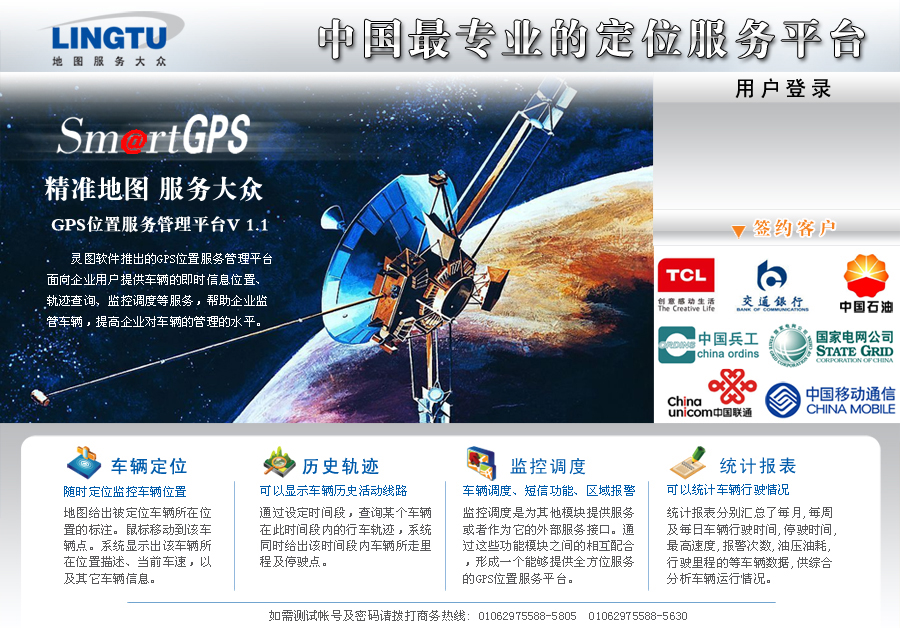 LINGTU
地图服务大众
中国最专业的定位服务平台
用户登录
Sm@rtGPS
精准地图 服务大众
GPS位置服务管理平台V 1.1
灵图软件推出的GPS位置服务管理平台
面向企业用户提供车辆的即时信息位置、
轨迹查询、监控调度等服务，帮助企业监
管车辆，提高企业对车辆的管理的水平。
签约客户
TCL
创意感动生活
The Creative Life
交通银行
BANK OF COMMUNICATIONS
中国石油
ORDINS
中国兵工
china ordins
国家电网公司
STATE GRID
CORPORATION OF CHINA
China
unicom中国联通
中国移动通信
CHINA MOBILE
车辆定位
随时定位监控车辆位置
地图给出被定位车辆所在位
置的标注。鼠标移动到该车
辆点。系统显示出该车辆所
在位置描述、当前车速，以
及其它车辆信息。
历史轨迹
可以显示车辆历史活动线路
通过设定时间段，查询某个车辆
在此时间段内的行车轨迹，系统
同时给出该时间段内车辆所走里
程及停驶点。
监控调度
车辆调度、短信功能、区域报警
监控调度是为其他模块提供服务
或者作为它的外部服务接口。通
过这些功能模块之间的相互配合
，形成一个能够提供全方位服务
的GPS位置服务平台。
统计报表
可以统计车辆行驶情况
统计报表分别汇总了每月,每周
及每日车辆行驶时间,停驶时间,
最高速度,报警次数,油压油耗,
行驶里程的等车辆数据,供综合
分析车辆运行情况。
如需测试帐号及密码请拨打商务热线: 01062975588-5805 01062975588-5630